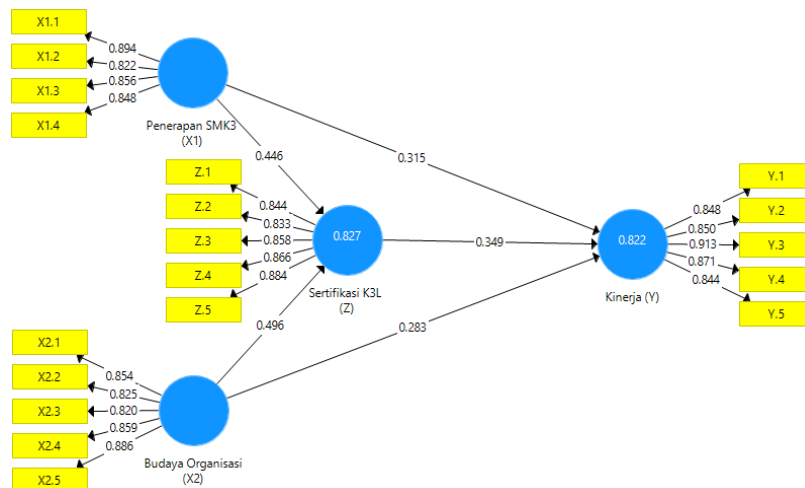 X1.1
0.894
X1.2
0.822
X1.3
0.856
X1.4
0.848
Penerapan SMK3
(X1)
0.446
0.315
Z.1
0.844
Z.2
0.833
Z.3
0.858
Z.4
0.866
Z.5
0.884
0.827
Sertifikasi K3L
(Z)
0.349
0.822
Kinerja (Y)
0.848
Y.1
0.850
Y.2
0.913
Y.3
0.871
Y.4
0.844
Y.5
0.496
0.283
X2.1
0.854
X2.2
0.825
X2.3
0.820
X2.4
0.859
X2.5
0.886
Budaya Organisasi
(X2)